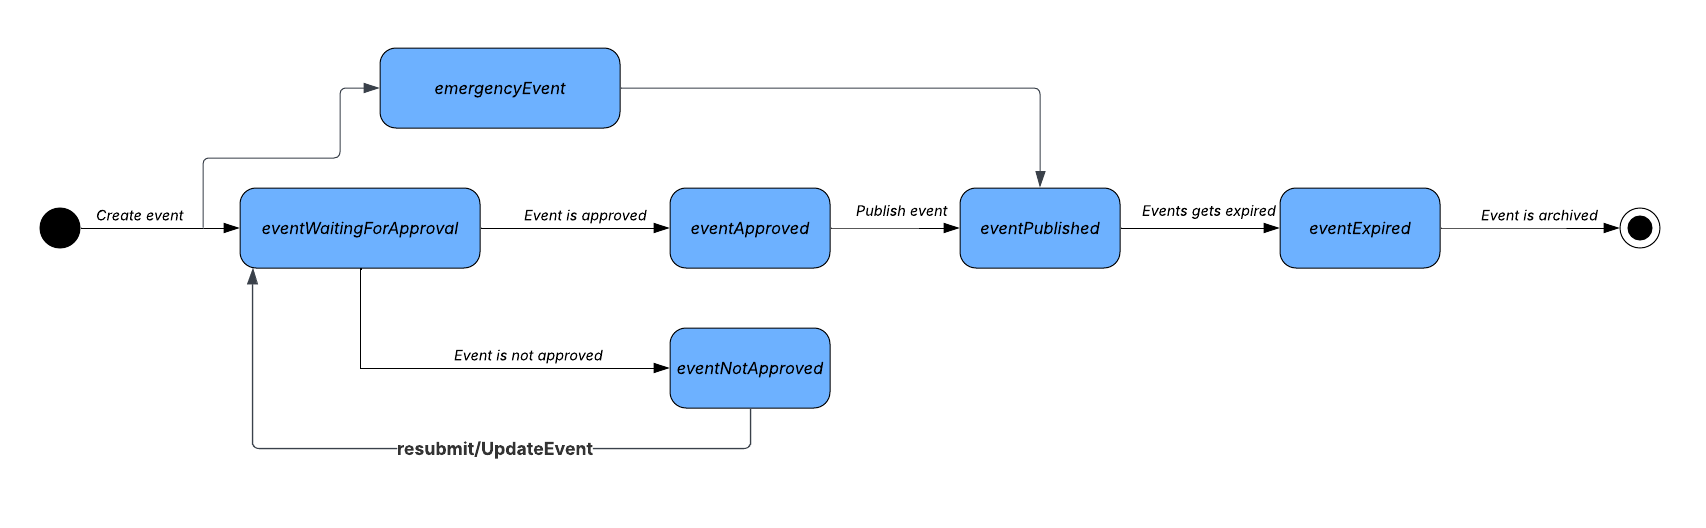 emergencyEvent
Create event
eventWaitingForApproval
Event is approved
eventApproved
Publish event
eventPublished
Events gets expired
eventExpired
Event is archived
Event is not approved
eventNotApproved
resubmit/UpdateEvent